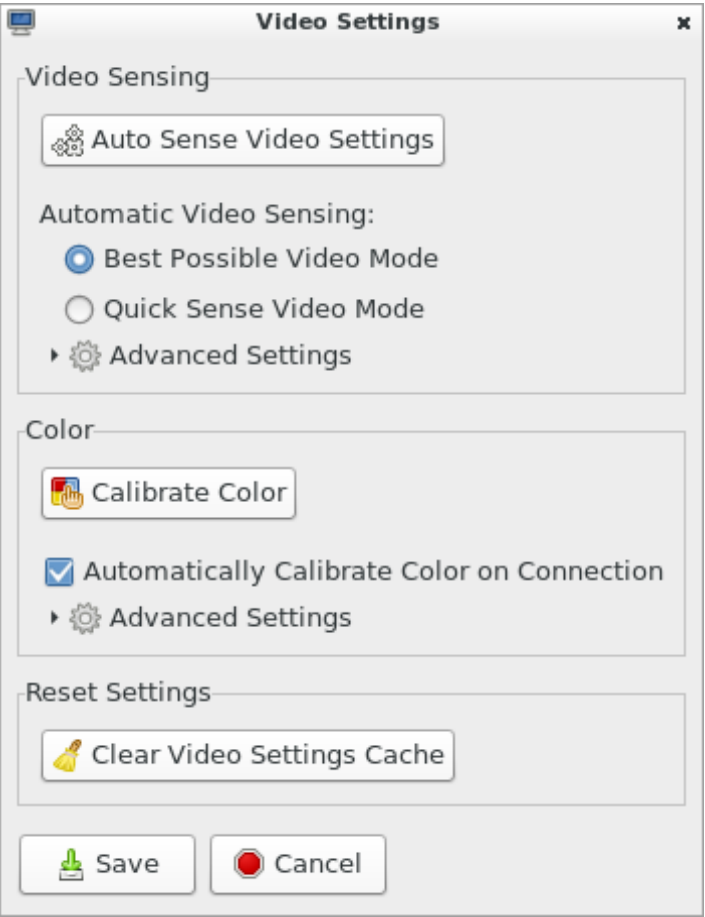 Video Settings
Video Sensing
Auto Sense Video Settings
Automatic Video Sensing:
Best Possible Video Mode
Quick Sense Video Mode
Advanced Settings
Color
Calibrate Color
Automatically Calibrate Color on Connection
Advanced Settings
Reset Settings
Clear Video Settings Cache
Save Cancel